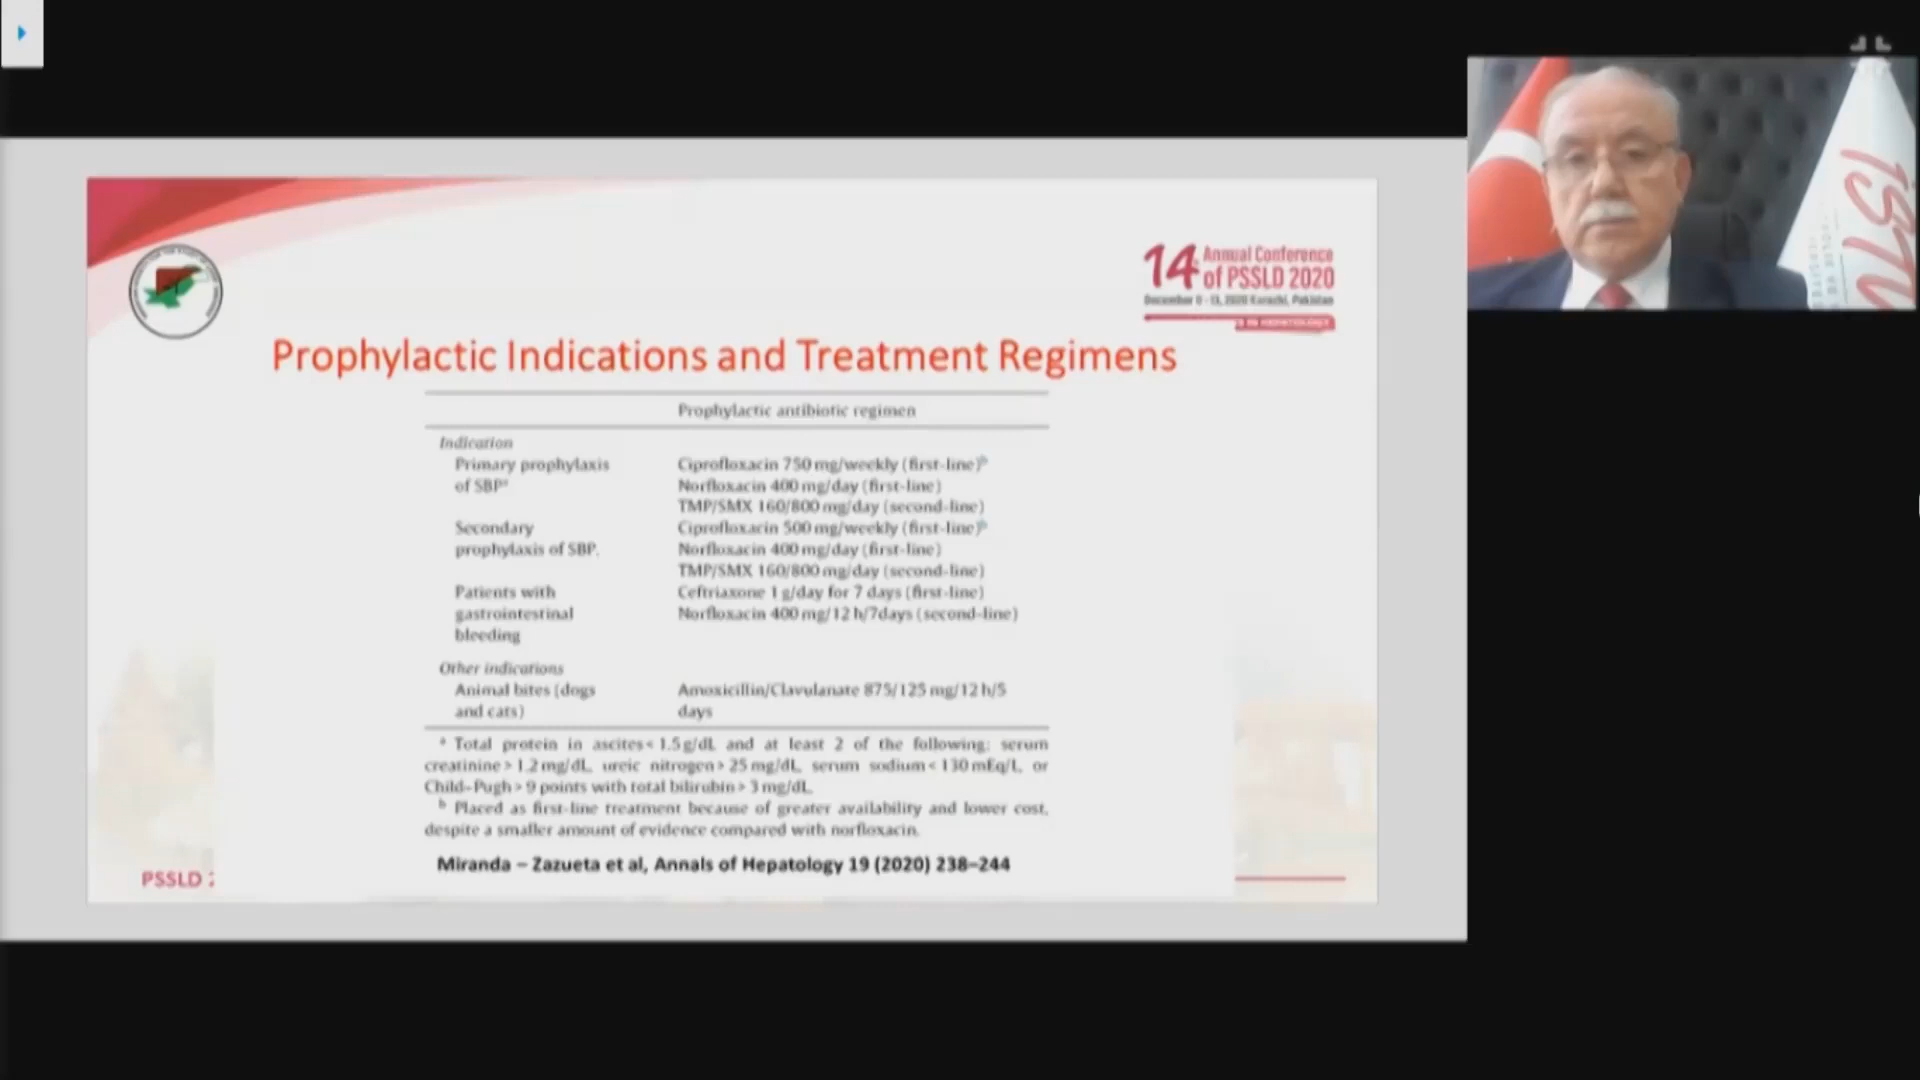 14 Annual Conference
of PSSLD 2020
Prophylactic Indications and Treatment Regimens
Prophylactic antibiotic regimen
Indication
Primary prophylaxis of SBPᵃ
Ciprofloxacin 750 mg/weekly (first-line)ᵇ
Norfloxacin 400 mg/day (first-line)
TMP/SMX 160/800 mg/day (second-line)
Secondary prophylaxis of SBP.
Ciprofloxacin 500 mg/weekly (first-line)ᵇ
Norfloxacin 400 mg/day (first-line)
TMP/SMX 160/800 mg/day (second-line)
Patients with gastrointestinal bleeding
Ceftriaxone 1 g/day for 7 days (first-line)
Norfloxacin 400 mg/12 h/7days (second-line)
Other indications
Animal bites (dogs and cats)
Amoxicillin/Clavulanate 875/125 mg/12 h/5
days
ᵃ Total protein in ascites < 1.5 g/dL and at least 2 of the following: serum
creatinine > 1.2 mg/dL, ureic nitrogen > 25 mg/dL, serum sodium < 130 mEq/L, or
Child–Pugh > 9 points with total bilirubin > 3 mg/dL.
ᵇ Placed as first-line treatment because of greater availability and lower cost,
despite a smaller amount of evidence compared with norfloxacin.
Miranda – Zazueta et al, Annals of Hepatology 19 (2020) 238–244
PSSLD